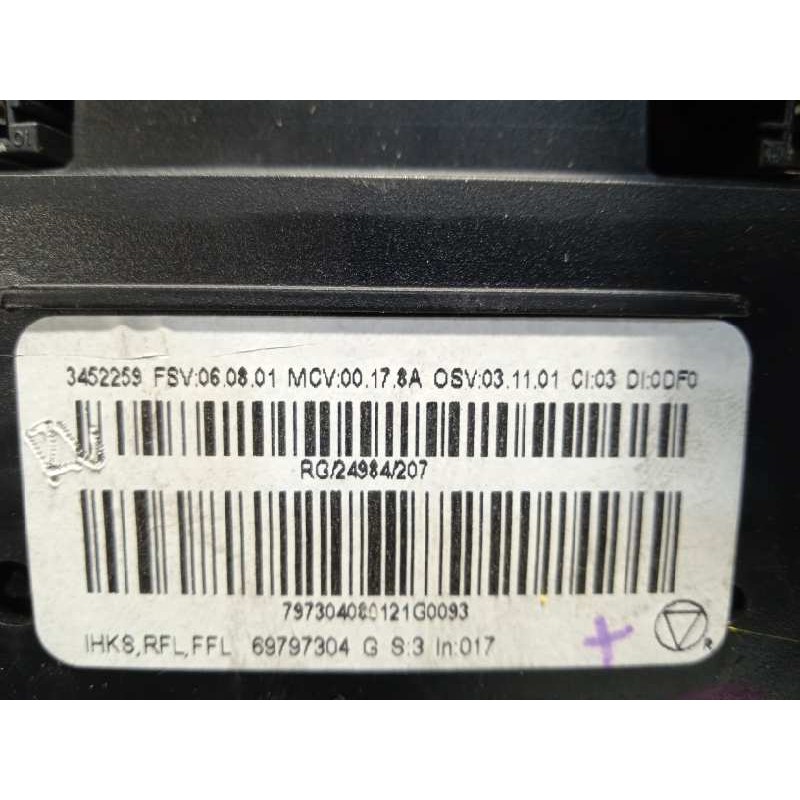 3452259 FSV:06.08.01 MCV:00.17.8A OSV:03.11.01 CI:03 DI:0DF0
RG/24984/207
797304080121G0093
IHKS,RFL,FFL 69797304 G S:3 In:017
R